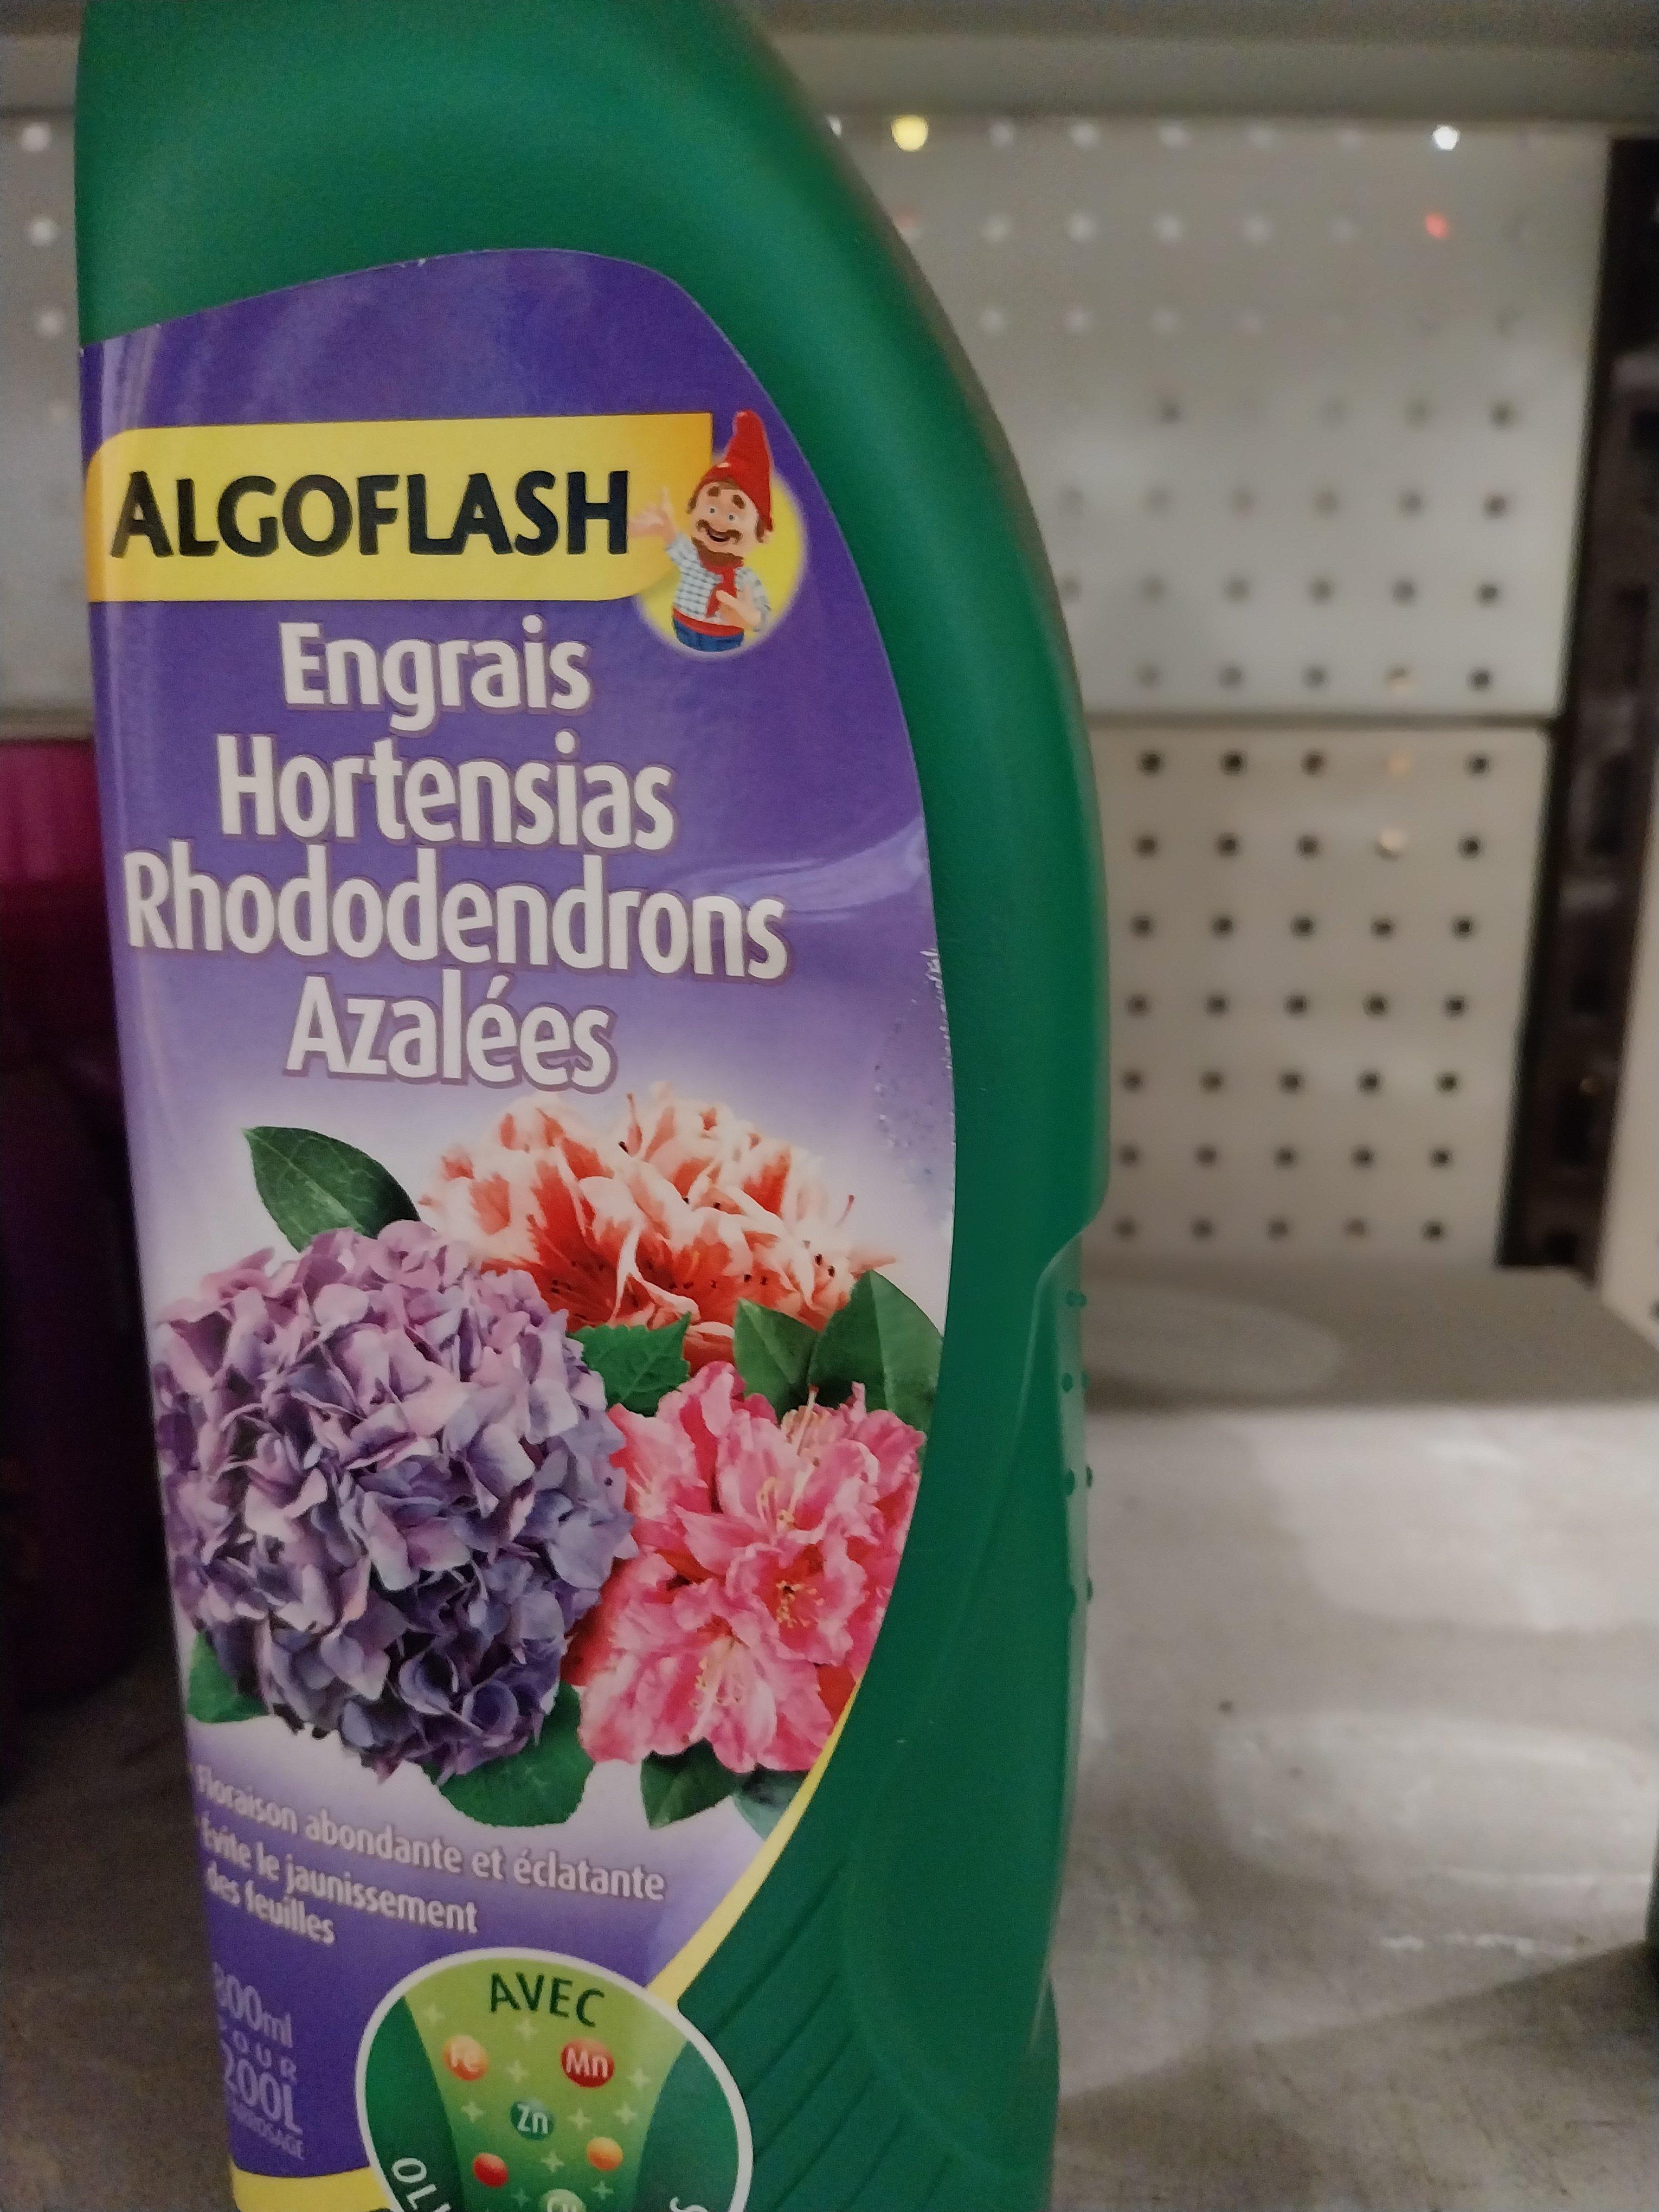 ALGOFLASH
Engrais
Hortensias
Rhododendrons
Azalées
Floraison abondante et éclatante
Évite le jaunissement
des feuilles
800ml
POUR
200L
D'ARROSAGE
AVEC
Fe
Mn
Zn